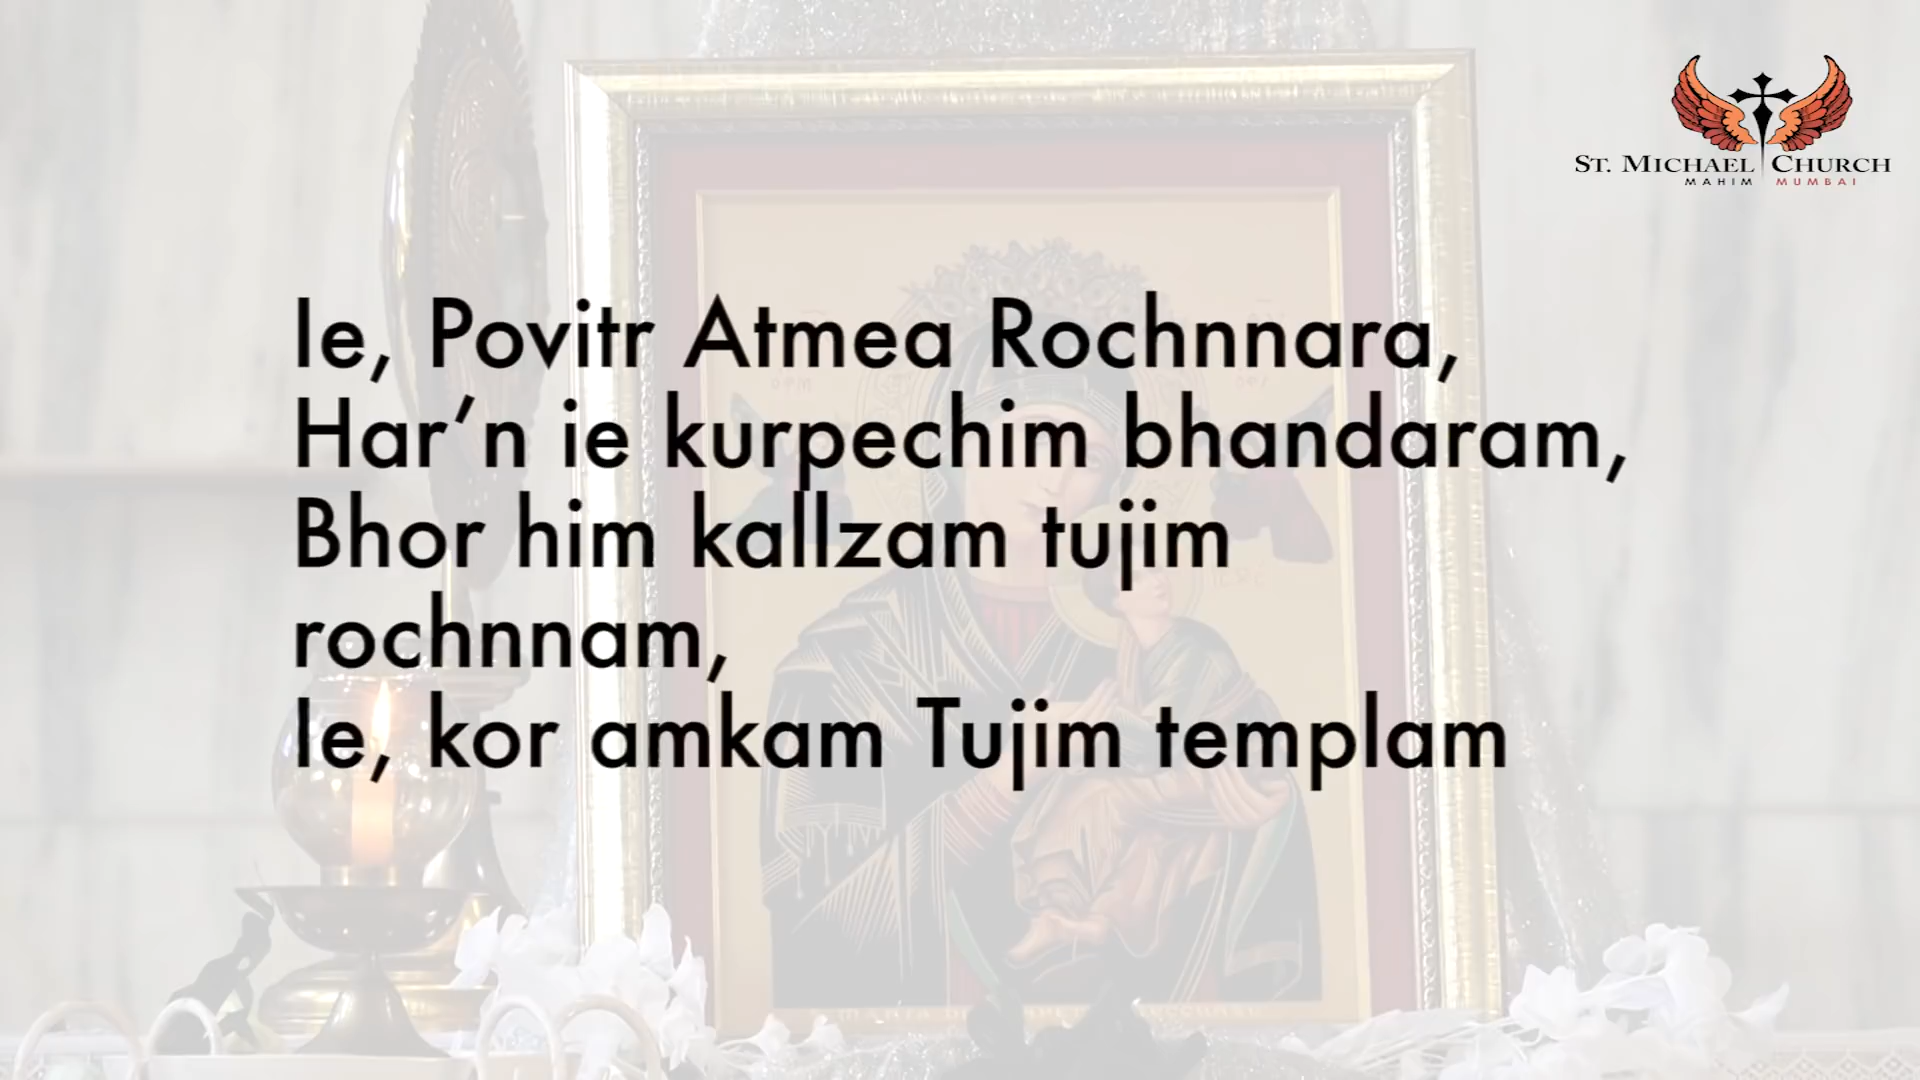 Ie, Povitr Atmea Rochnnara,
Har’n ie kurpechim bhandaram,
Bhor him kallzam tujim
rochnnam,
Ie, kor amkam Tujim templam
ST. MICHAEL CHURCH
MAHIM MUMBAI